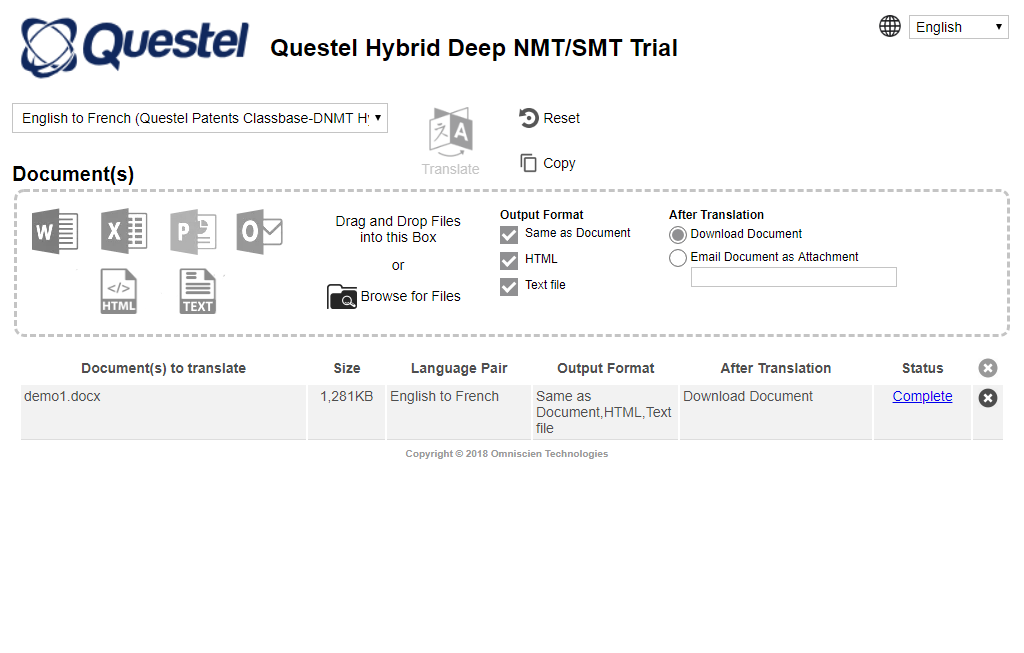 Questel
Questel Hybrid Deep NMT/SMT Trial
English
English to French (Questel Patents Classbase-DNMT Hy
Translate
Reset
Copy
Document(s)
W
X
P
O
HTML
TEXT
Drag and Drop Files
into this Box
or
Browse for Files
Output Format
Same as Document
HTML
Text file
After Translation
Download Document
Email Document as Attachment
Document(s) to translate Size Language Pair Output Format After Translation Status
demo1.docx 1,281KB English to French Same as Download Document Complete
Document,HTML,Text
file
Copyright © 2018 Omniscien Technologies